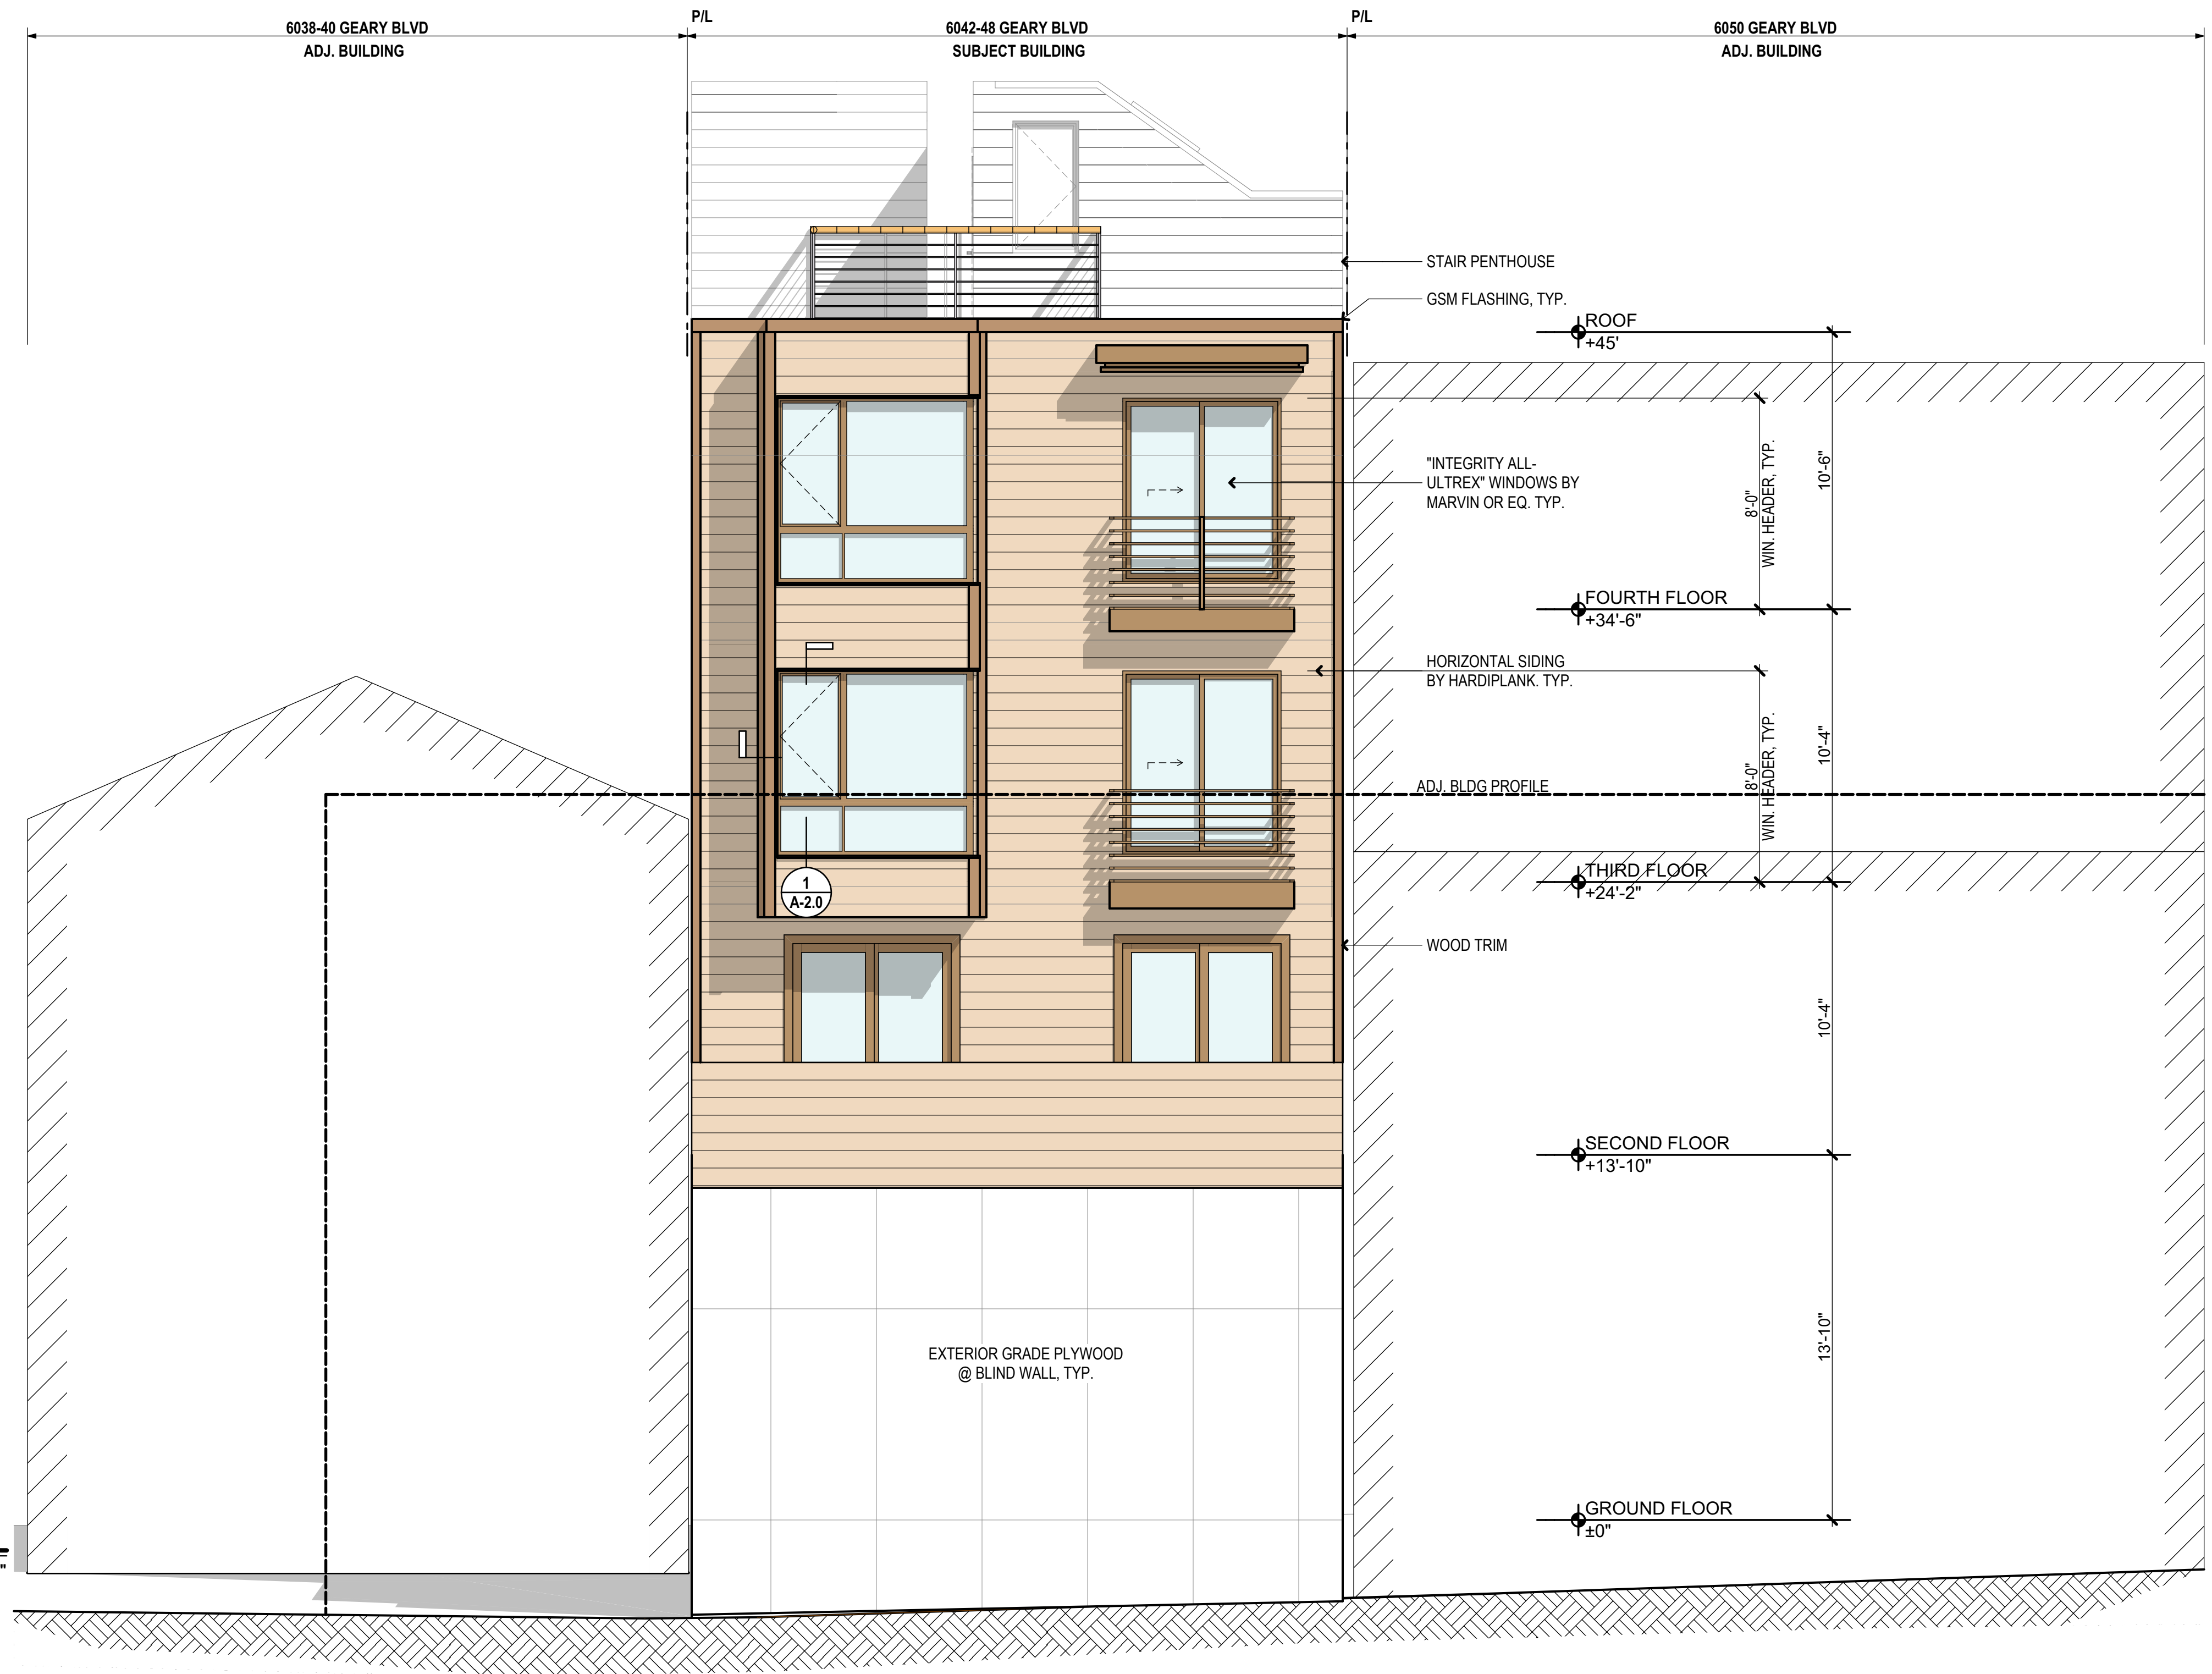 P/L
P/L
6038-40 GEARY BLVD
ADJ. BUILDING
6042-48 GEARY BLVD
SUBJECT BUILDING
6050 GEARY BLVD
ADJ. BUILDING
STAIR PENTHOUSE
GSM FLASHING, TYP.
ROOF
+45'
"INTEGRITY ALL-
ULTREX" WINDOWS BY
MARVIN OR EQ. TYP.
8'-0"
WIN. HEADER, TYP.
10'-6"
FOURTH FLOOR
+34'-6"
HORIZONTAL SIDING
BY HARDIPLANK. TYP.
8'-0"
WIN. HEADER, TYP.
10'-4"
ADJ. BLDG PROFILE
THIRD FLOOR
+24'-2"
1
A-2.0
WOOD TRIM
10'-4"
SECOND FLOOR
+13'-10"
EXTERIOR GRADE PLYWOOD
@ BLIND WALL, TYP.
13'-10"
GROUND FLOOR
±0"